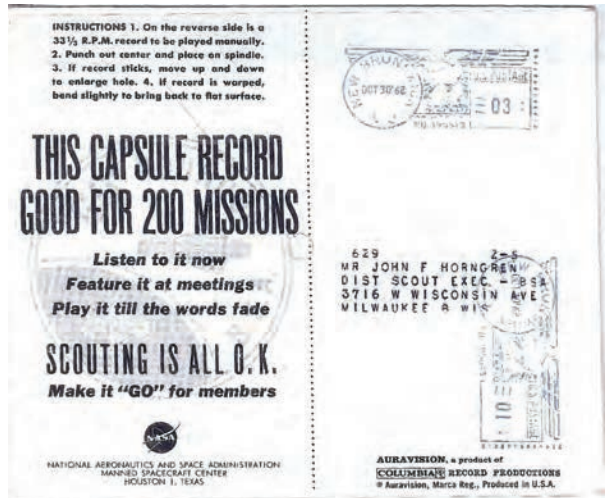 INSTRUCTIONS 1. On the reverse side is a
33⅓ R.P.M. record to be played manually.
2. Punch out center and place on spindle.
3. If record sticks, move up and down
to enlarge hole. 4. If record is warped,
bend slightly to bring back to flat surface.
THIS CAPSULE RECORD
GOOD FOR 200 MISSIONS
Listen to it now
Feature it at meetings
Play it till the words fade
SCOUTING IS ALL O.K.
Make it "GO" for members
NASA
NATIONAL AERONAUTICS AND SPACE ADMINISTRATION
MANNED SPACECRAFT CENTER
HOUSTON 1, TEXAS
NEW
OCT 30 '62
03
629 Z-S
MR JOHN F HORNGREN
DIST SCOUT EXEC - BSA
3716 W WISCONSIN AVE
MILWAUKEE 8 WIS
10
AURAVISION, a product of
COLUMBIA RECORD PRODUCTIONS
® Auravision, Marca Reg., Produced in U.S.A.